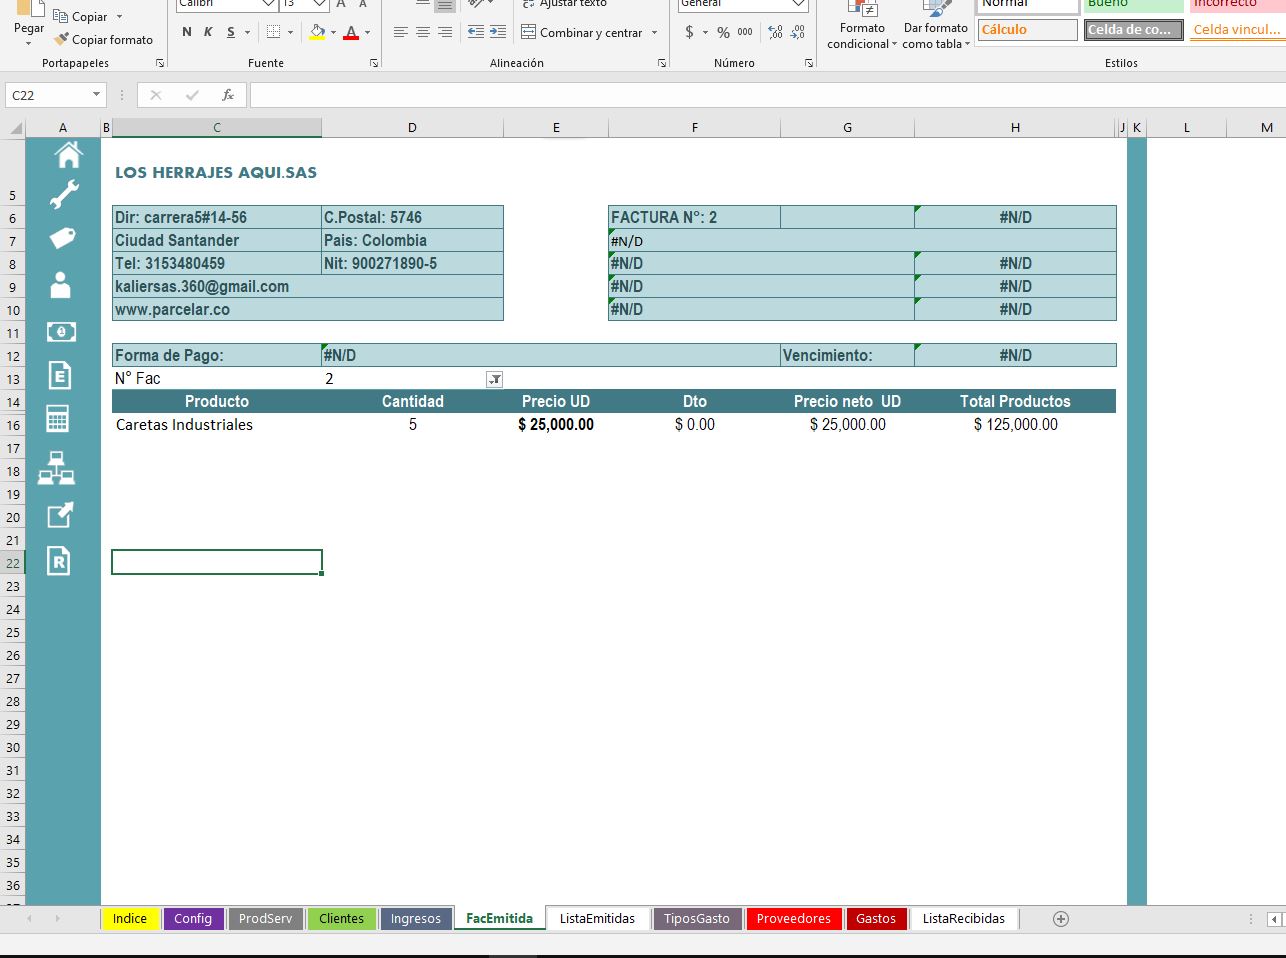 Calibri 13 A A Ajustar texto General Normal Bueno Incorrecto
Pegar Copiar
Copiar formato N K S Combinar y centrar $ % 000 Formato condicional Dar formato como tabla Cálculo Celda de co... Celda vincul...
Portapapeles Fuente Alineación Número Estilos
C22 fx
A B C D E F G H J K L M
LOS HERRAJES AQUI.SAS
5
6 Dir: carrera5#14-56 C.Postal: 5746 FACTURA N°: 2 #N/D
7 Ciudad Santander Pais: Colombia #N/D
8 Tel: 3153480459 Nit: 900271890-5 #N/D #N/D
9 kaliersas.360@gmail.com #N/D #N/D
10 www.parcelar.co #N/D #N/D
11
12 Forma de Pago: #N/D Vencimiento: #N/D
13 N° Fac 2
14 Producto Cantidad Precio UD Dto Precio neto UD Total Productos
16 Caretas Industriales 5 $ 25,000.00 $ 0.00 $ 25,000.00 $ 125,000.00
17
18
19
20
21
22
23
24
25
26
27
28
29
30
31
32
33
34
35
36
E
R
Indice Config ProdServ Clientes Ingresos FacEmitida ListaEmitidas TiposGasto Proveedores Gastos ListaRecibidas